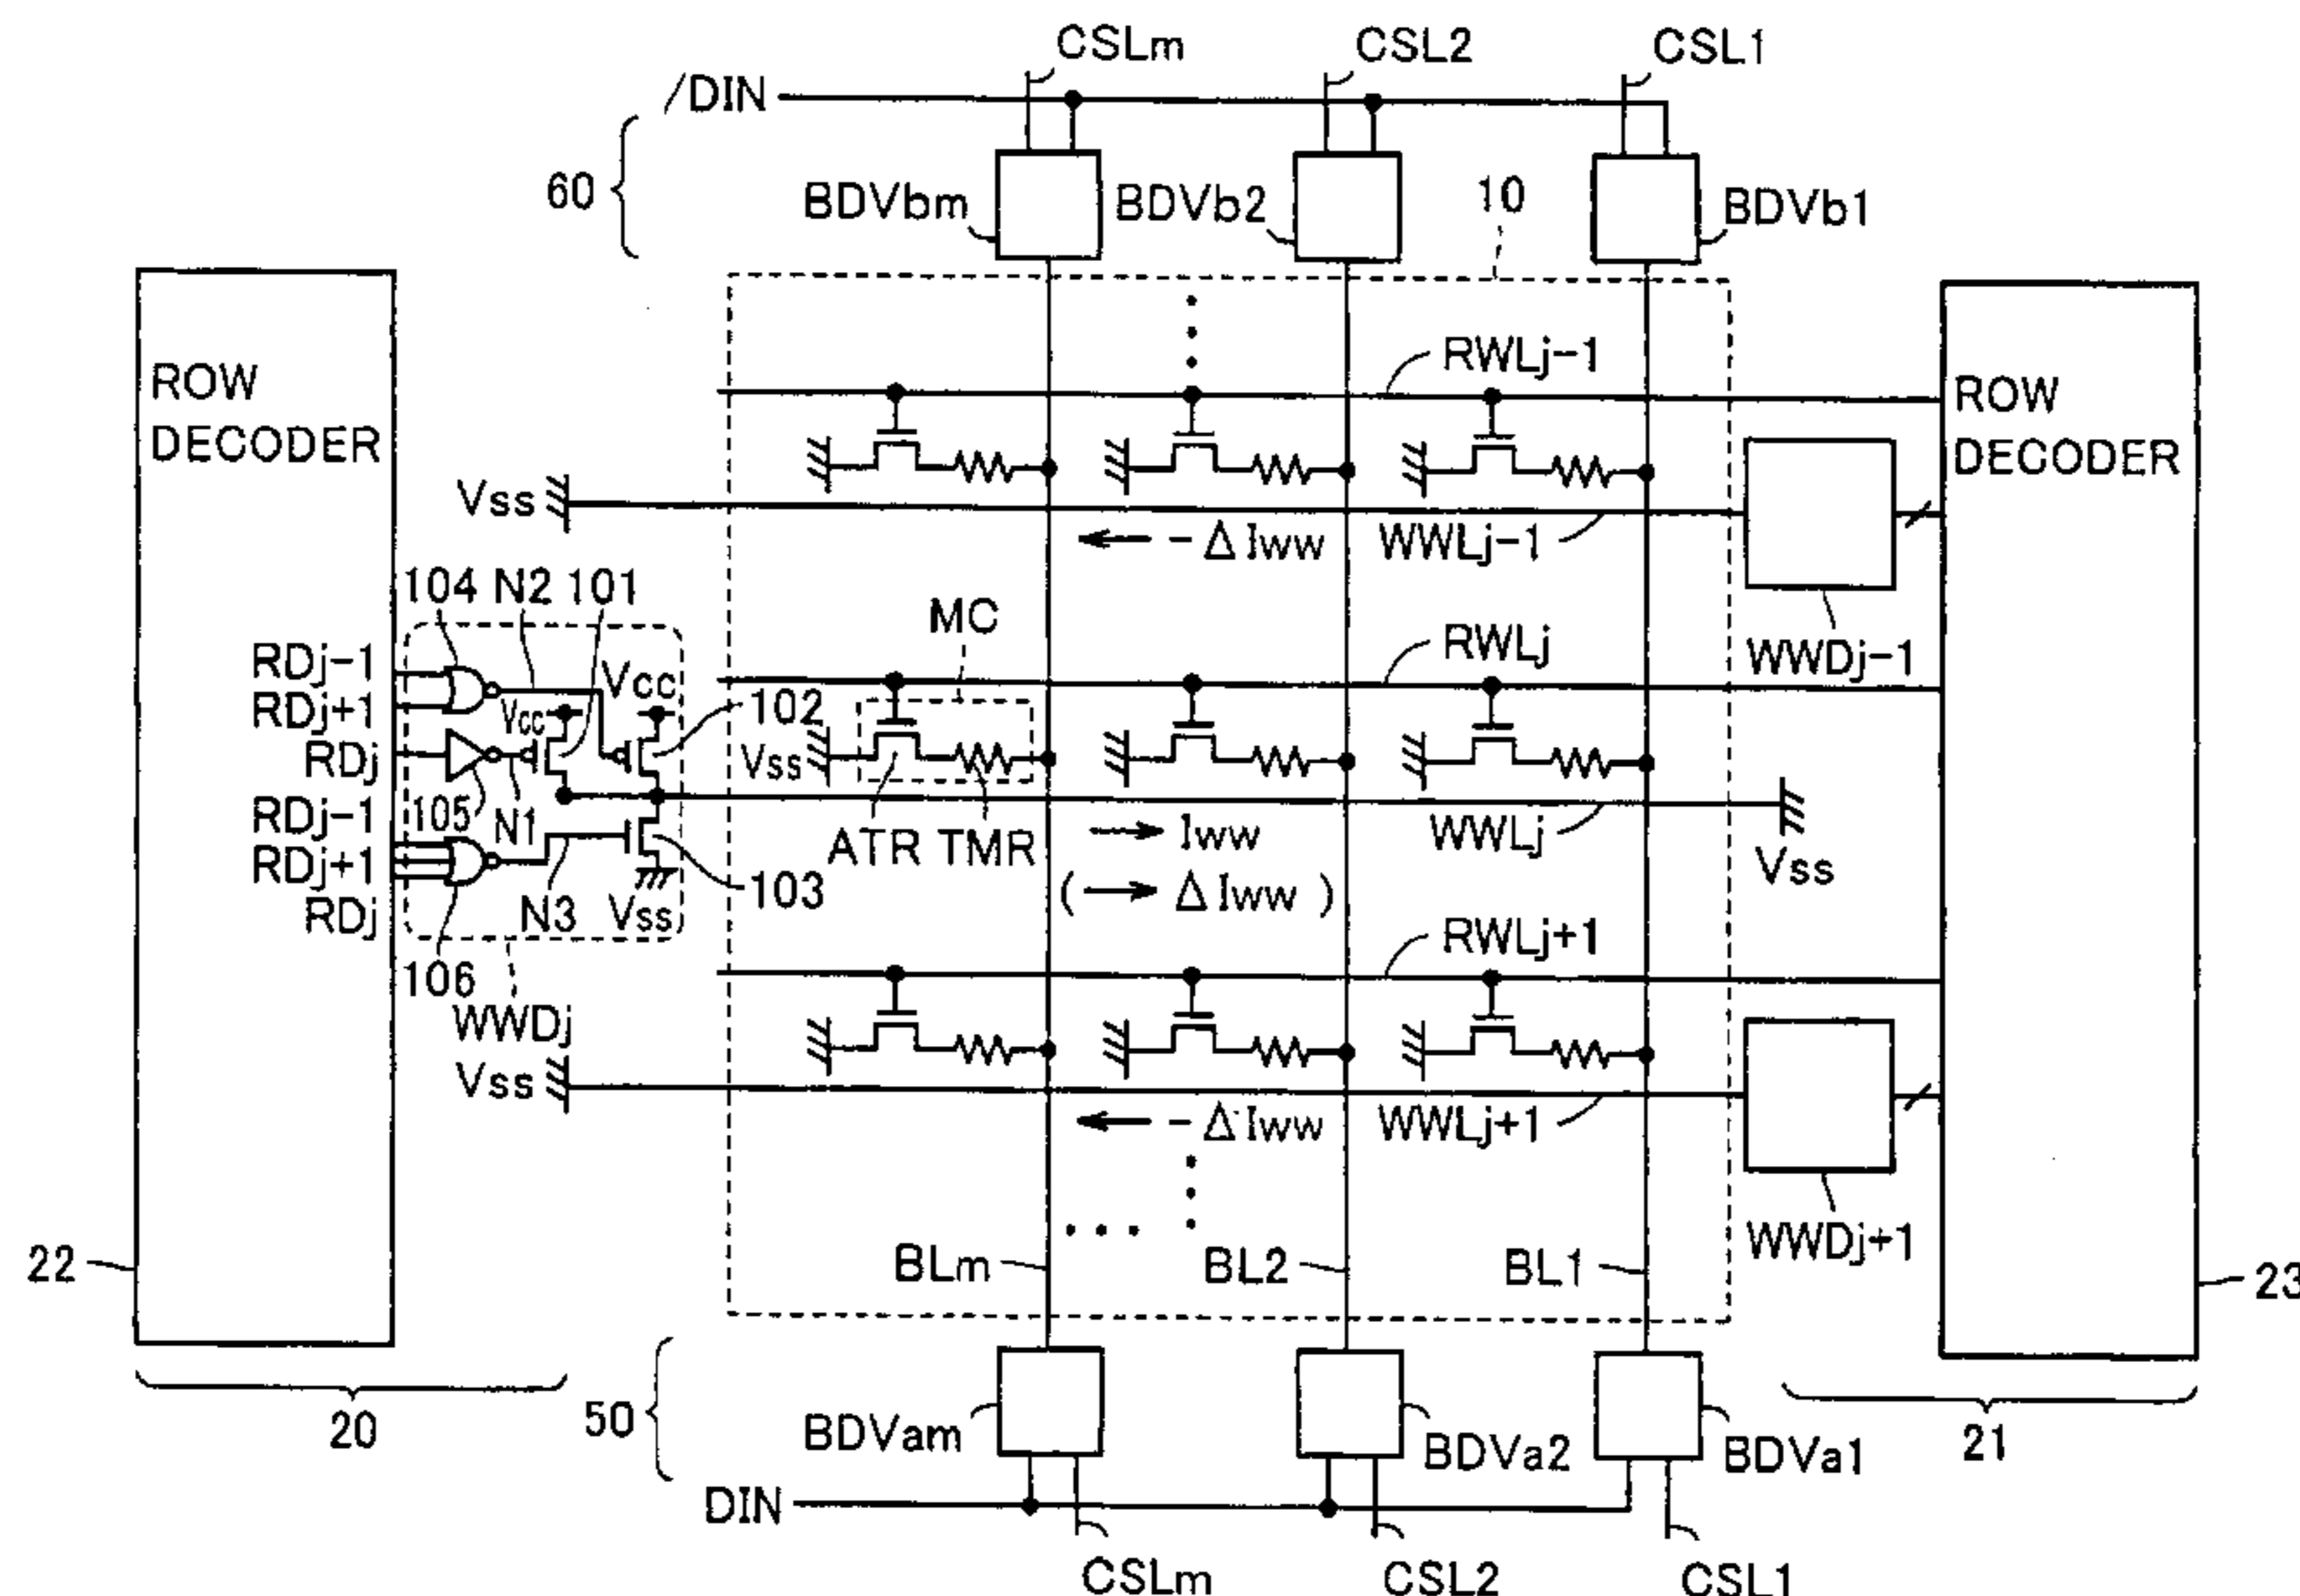 CSLm
CSL2
CSL1
/DIN
60
BDVbm
BDVb2
10
BDVb1
ROW
DECODER
RWLj-1
ROW
DECODER
Vss
-ΔIww
WWLj-1
WWDj-1
104
N2
101
MC
RWLj
RDj-1
RDj+1
RDj
RDj-1
RDj+1
RDj
Vcc
Vcc
102
Vss
105
N1
ATR
TMR
Iww
WWLj
Vss
N3
Vss
103
( → ΔIww )
RWLj+1
106
WWDj
Vss
-ΔIww
WWLj+1
WWDj+1
22
BLm
BL2
BL1
23
20
50
BDVam
BDVa2
BDVa1
21
DIN
CSLm
CSL2
CSL1